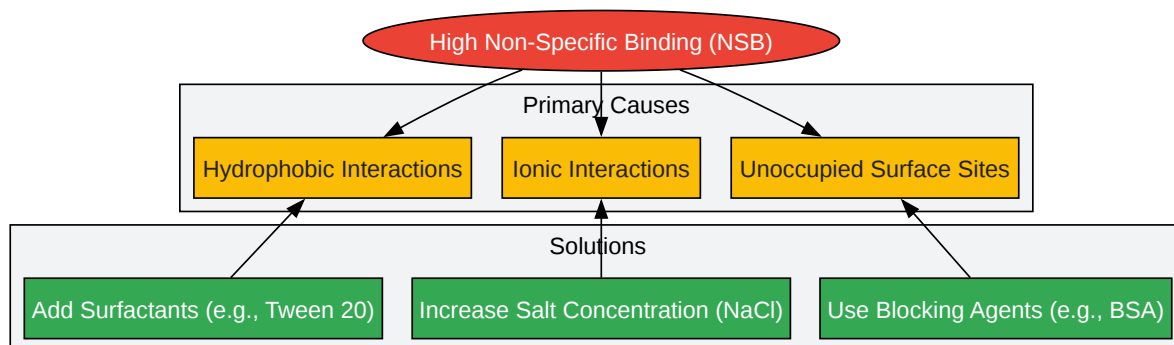 High Non-Specific Binding (NSB)
Primary Causes
Hydrophobic Interactions
Ionic Interactions
Unoccupied Surface Sites
Solutions
Add Surfactants (e.g., Tween 20)
Increase Salt Concentration (NaCl)
Use Blocking Agents (e.g., BSA)